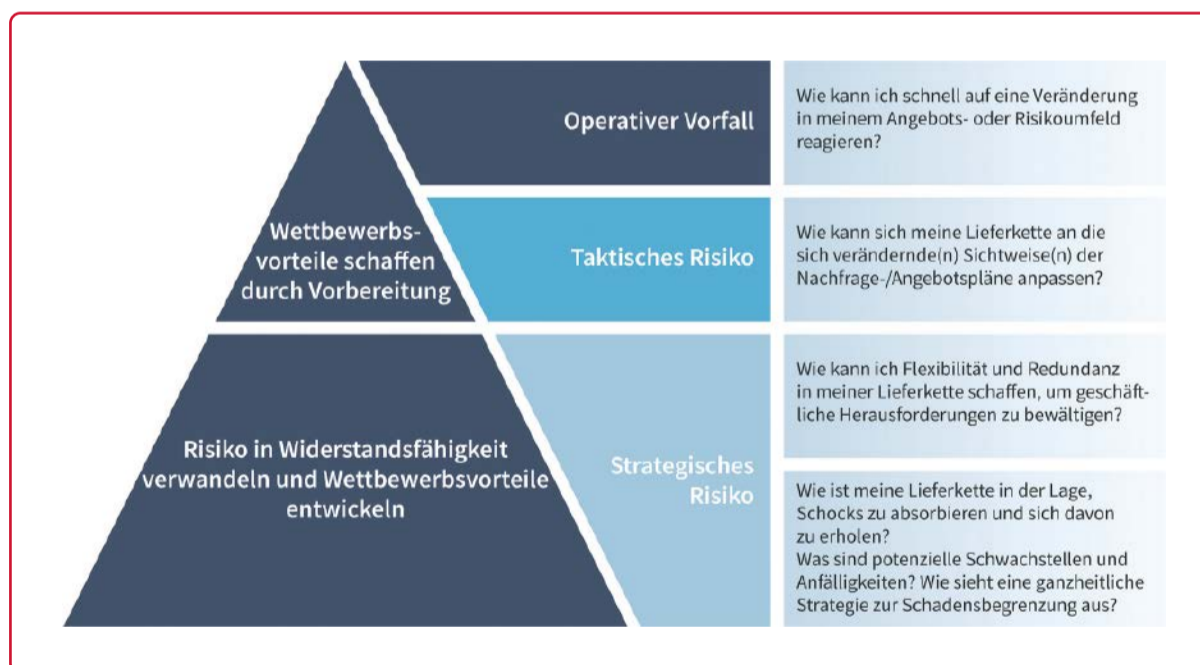 Operativer Vorfall
Wie kann ich schnell auf eine Veränderung
in meinem Angebots- oder Risikoumfeld
reagieren?
Wettbewerbs-
vorteile schaffen
durch Vorbereitung
Taktisches Risiko
Wie kann sich meine Lieferkette an die
sich verändernde(n) Sichtweise(n) der
Nachfrage-/Angebotspläne anpassen?
Risiko in Widerstandsfähigkeit
verwandeln und Wettbewerbsvorteile
entwickeln
Strategisches
Risiko
Wie kann ich Flexibilität und Redundanz
in meiner Lieferkette schaffen, um geschäft-
liche Herausforderungen zu bewältigen?
Wie ist meine Lieferkette in der Lage,
Schocks zu absorbieren und sich davon
zu erholen?
Was sind potenzielle Schwachstellen und
Anfälligkeiten? Wie sieht eine ganzheitliche
Strategie zur Schadensbegrenzung aus?